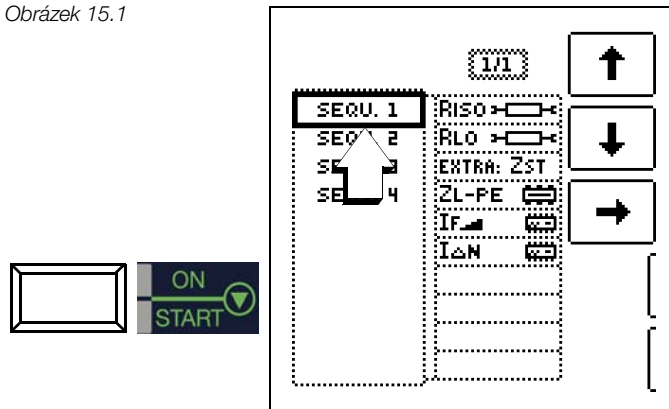 Obrázek 15.1
1/1
SEQU. 1
RISO
RLO
EXTRA: ZST
ZL-PE
IF
I∆N
ON
START